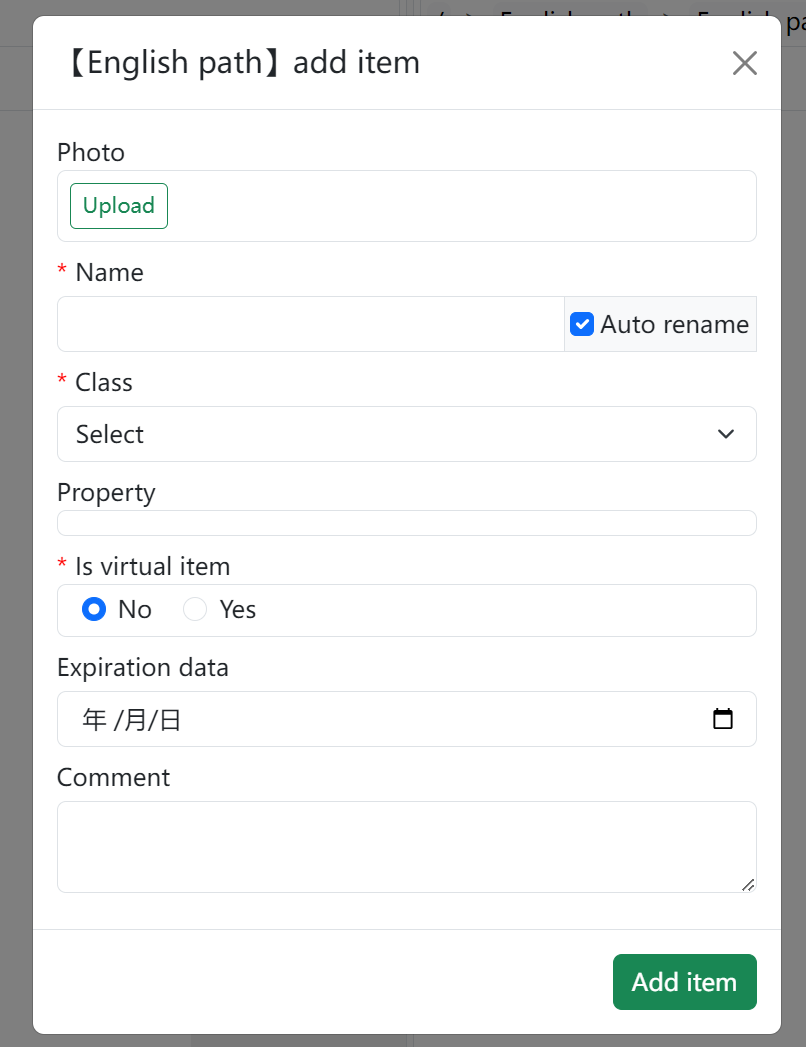 【English path】add item
Photo
Upload
* Name
Auto rename
* Class
Select
Property
* Is virtual item
No Yes
Expiration data
年 /月/日
Comment
Add item